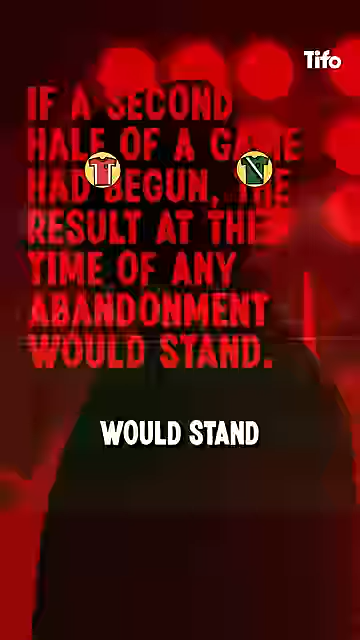 Tifo
IF A SECOND
HALF OF A GAME
HAD BEGUN, THE
RESULT AT THE
TIME OF ANY
ABANDONMENT
WOULD STAND.
WOULD STAND